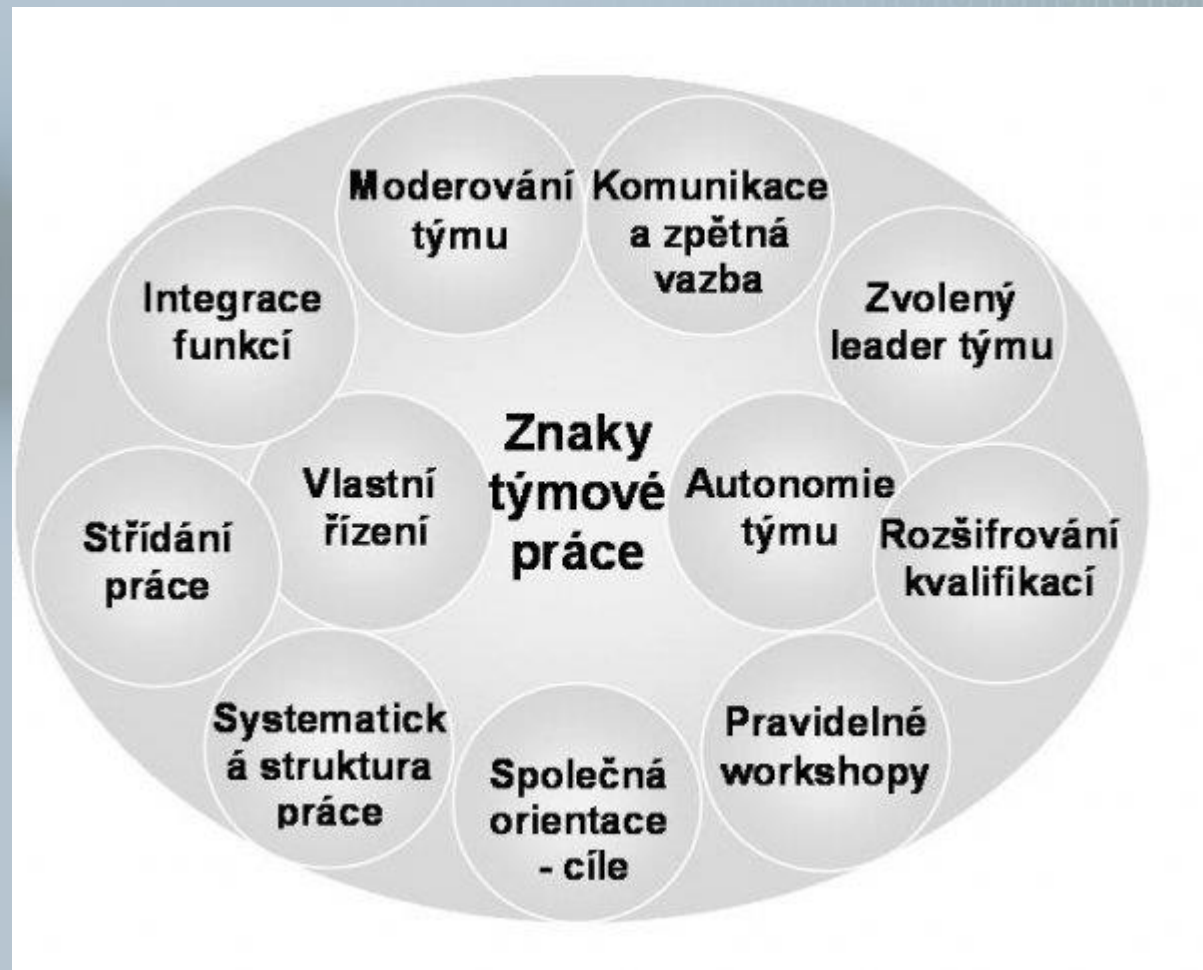 Moderování
týmu
Komunikace
a zpětná
vazba
Integrace
funkcí
Zvolený
leader týmu
Znaky
týmové
práce
Vlastní
řízení
Autonomie
týmu
Střídání
práce
Rozšifrování
kvalifikací
Systematick
á struktura
práce
Společná
orientace
- cíle
Pravidelné
workshopy